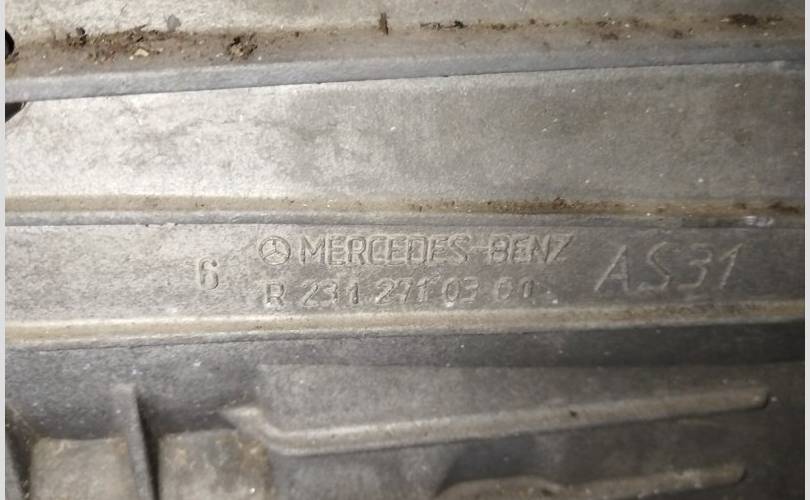 6 MERCEDES-BENZ AS31
R 231 271 03 01